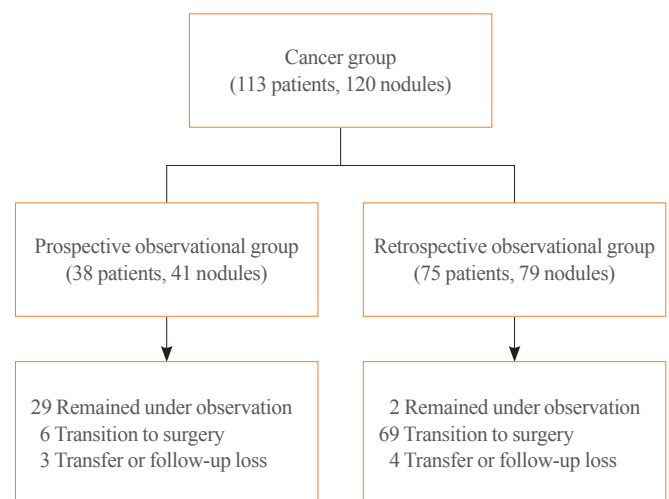 Cancer group
(113 patients, 120 nodules)
Prospective observational group
(38 patients, 41 nodules)
Retrospective observational group
(75 patients, 79 nodules)
29 Remained under observation
6 Transition to surgery
3 Transfer or follow-up loss
2 Remained under observation
69 Transition to surgery
4 Transfer or follow-up loss